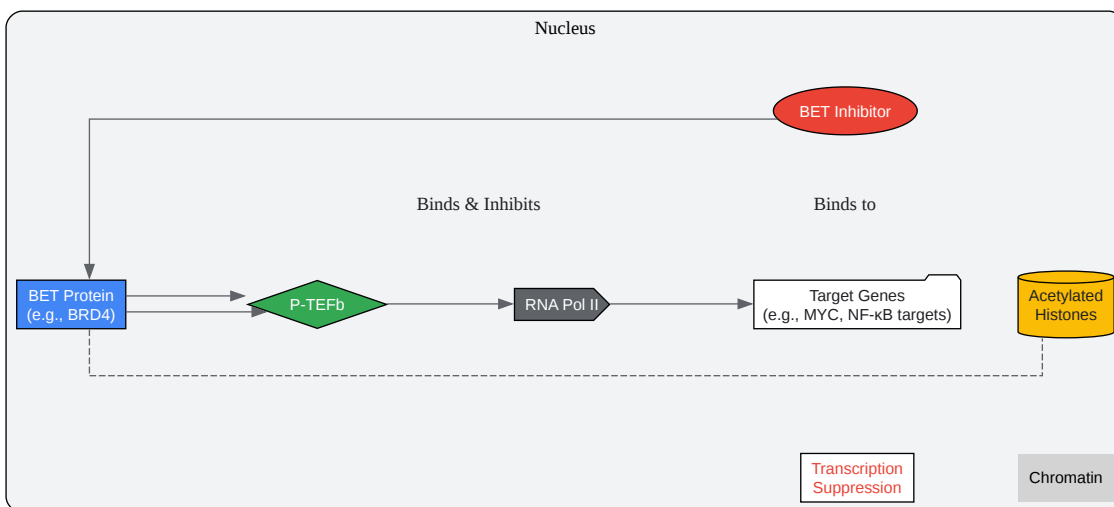 Nucleus
BET Inhibitor
Binds & Inhibits
Binds to
BET Protein
(e.g., BRD4)
P-TEFb
RNA Pol II
Target Genes
(e.g., MYC, NF-κB targets)
Acetylated
Histones
Transcription
Suppression
Chromatin